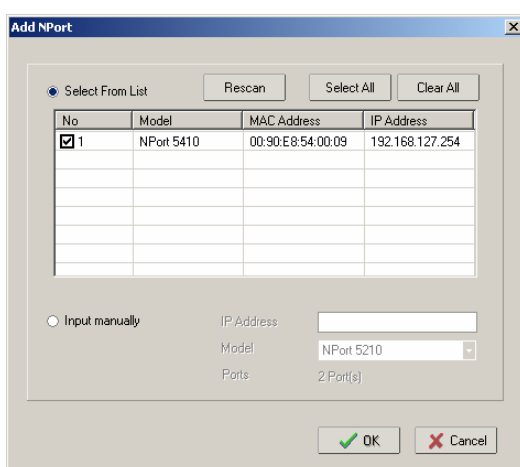 Add NPort
Select From List Rescan Select All Clear All
No Model MAC Address IP Address
1 NPort 5410 00:90:E8:54:00:09 192.168.127.254
Input manually IP Address
Model NPort 5210
Ports 2 Port(s)
OK Cancel